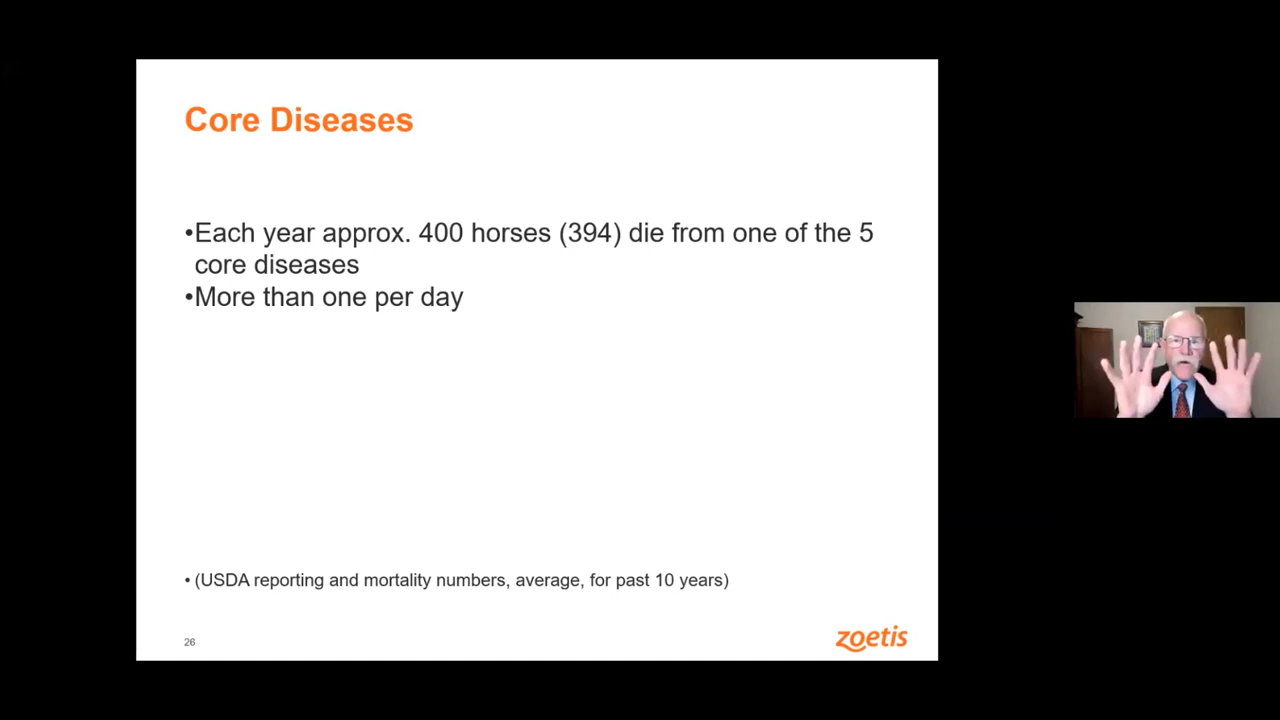 Core Diseases
•Each year approx. 400 horses (394) die from one of the 5
core diseases
•More than one per day
• (USDA reporting and mortality numbers, average, for past 10 years)
26
zoetis